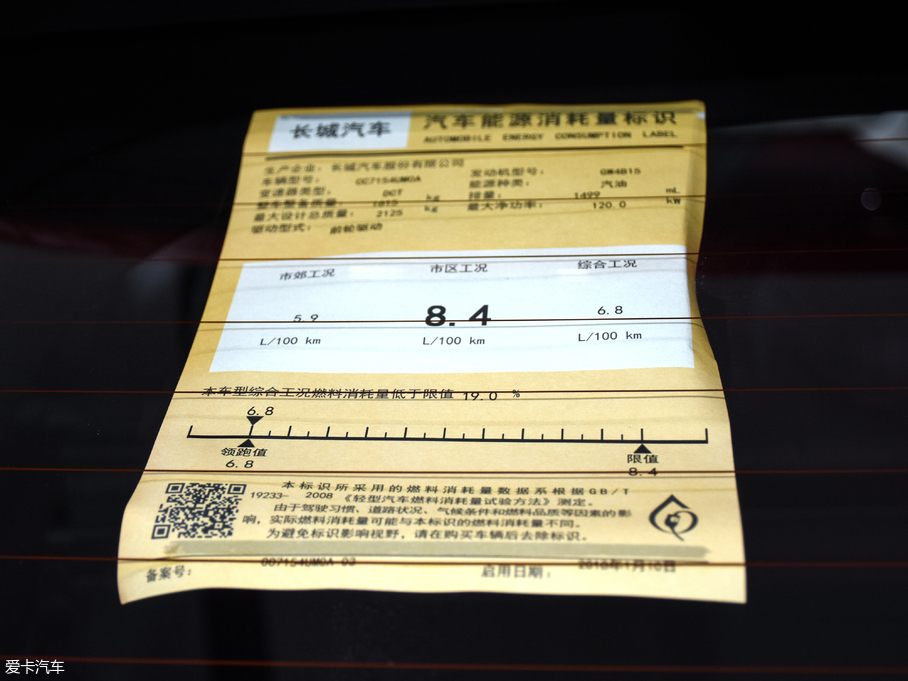 长城汽车 汽车能源消耗量标识
AUTOMOBILE ENERGY CONSUMPTION LABEL
生产企业：长城汽车股份有限公司
车辆型号： CC7154UM0A 发动机型号： GW4B15
变速器类型： DCT 能源种类： 汽油
整车整备质量： kg 排量： 1499 mL
最大设计总质量： 2125 kg 最大净功率： 120.0 kW
驱动型式： 前轮驱动
市郊工况 市区工况 综合工况
5.9 8.4 6.8
L/100 km L/100 km L/100 km
本车型综合工况燃料消耗量低于限值 19.0 %
6.8
领跑值 限值
6.8 8.4
本标识所采用的燃料消耗量数据系根据GB/T
19233- 2008 《轻型汽车燃料消耗量试验方法》测定。
由于驾驶习惯、道路状况、气候条件和燃料品质等因素的影
响，实际燃料消耗量可能与本标识的燃料消耗量不同。
为避免标识影响视野，请在购买车辆后去除标识。
备案号： 启用日期：
爱卡汽车